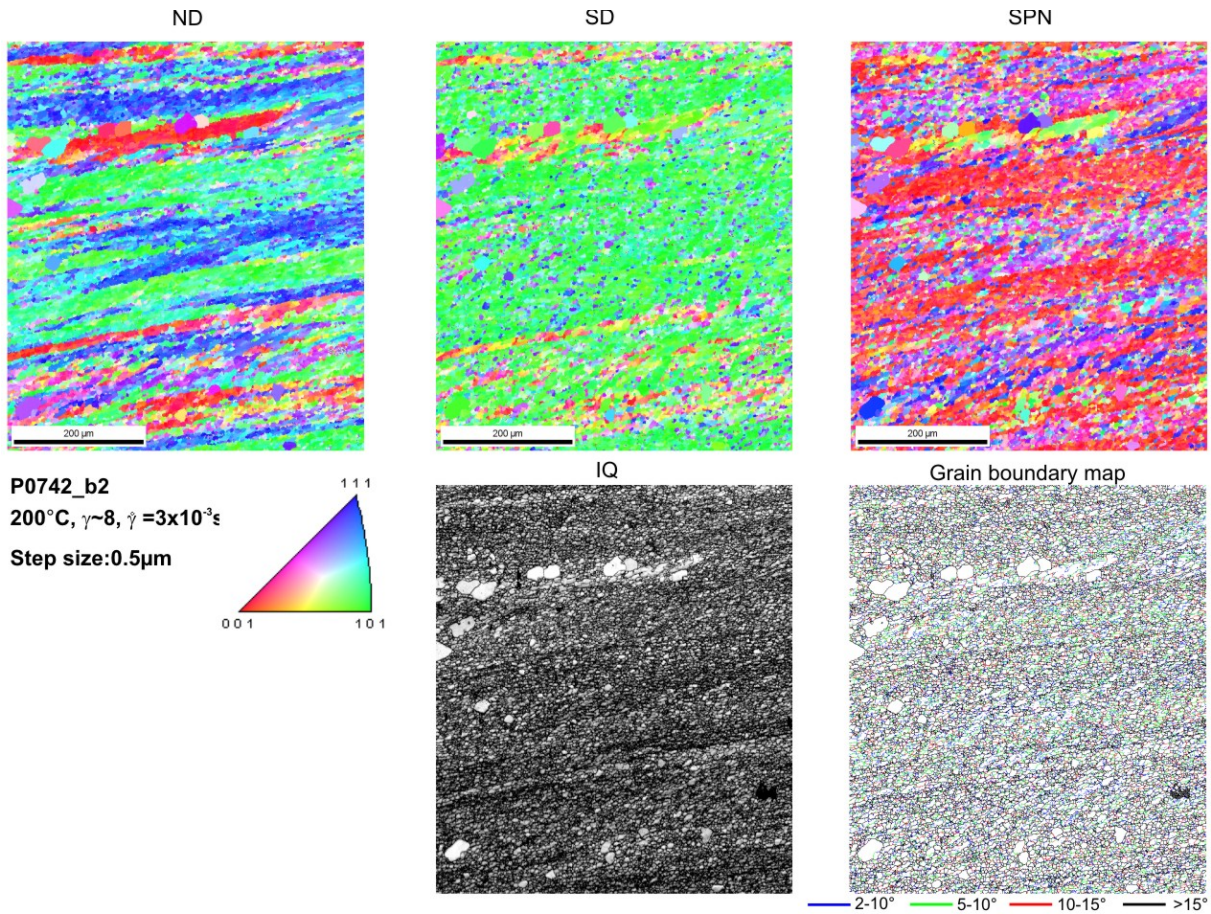 ND
SD
SPN
200 µm
200 µm
200 µm
P0742_b2
200°C, γ~8, γ̇ =3x10⁻³s
Step size:0.5µm
1 1 1
0 0 1
1 0 1
IQ
Grain boundary map
2-10°
5-10°
10-15°
>15°